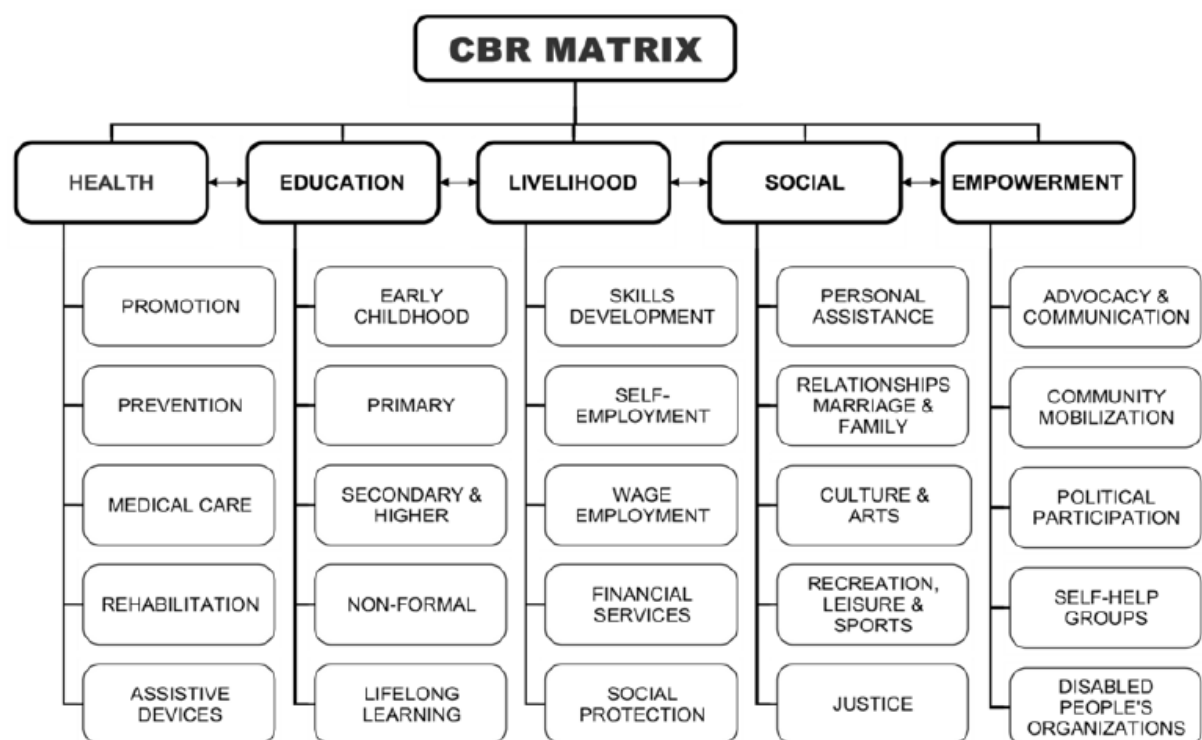 CBR MATRIX
HEALTH
EDUCATION
LIVELIHOOD
SOCIAL
EMPOWERMENT
PROMOTION
PREVENTION
MEDICAL CARE
REHABILITATION
ASSISTIVE
DEVICES
EARLY
CHILDHOOD
PRIMARY
SECONDARY &
HIGHER
NON-FORMAL
LIFELONG
LEARNING
SKILLS
DEVELOPMENT
SELF-
EMPLOYMENT
WAGE
EMPLOYMENT
FINANCIAL
SERVICES
SOCIAL
PROTECTION
PERSONAL
ASSISTANCE
RELATIONSHIPS
MARRIAGE &
FAMILY
CULTURE &
ARTS
RECREATION,
LEISURE &
SPORTS
JUSTICE
ADVOCACY &
COMMUNICATION
COMMUNITY
MOBILIZATION
POLITICAL
PARTICIPATION
SELF-HELP
GROUPS
DISABLED
PEOPLE'S
ORGANIZATIONS